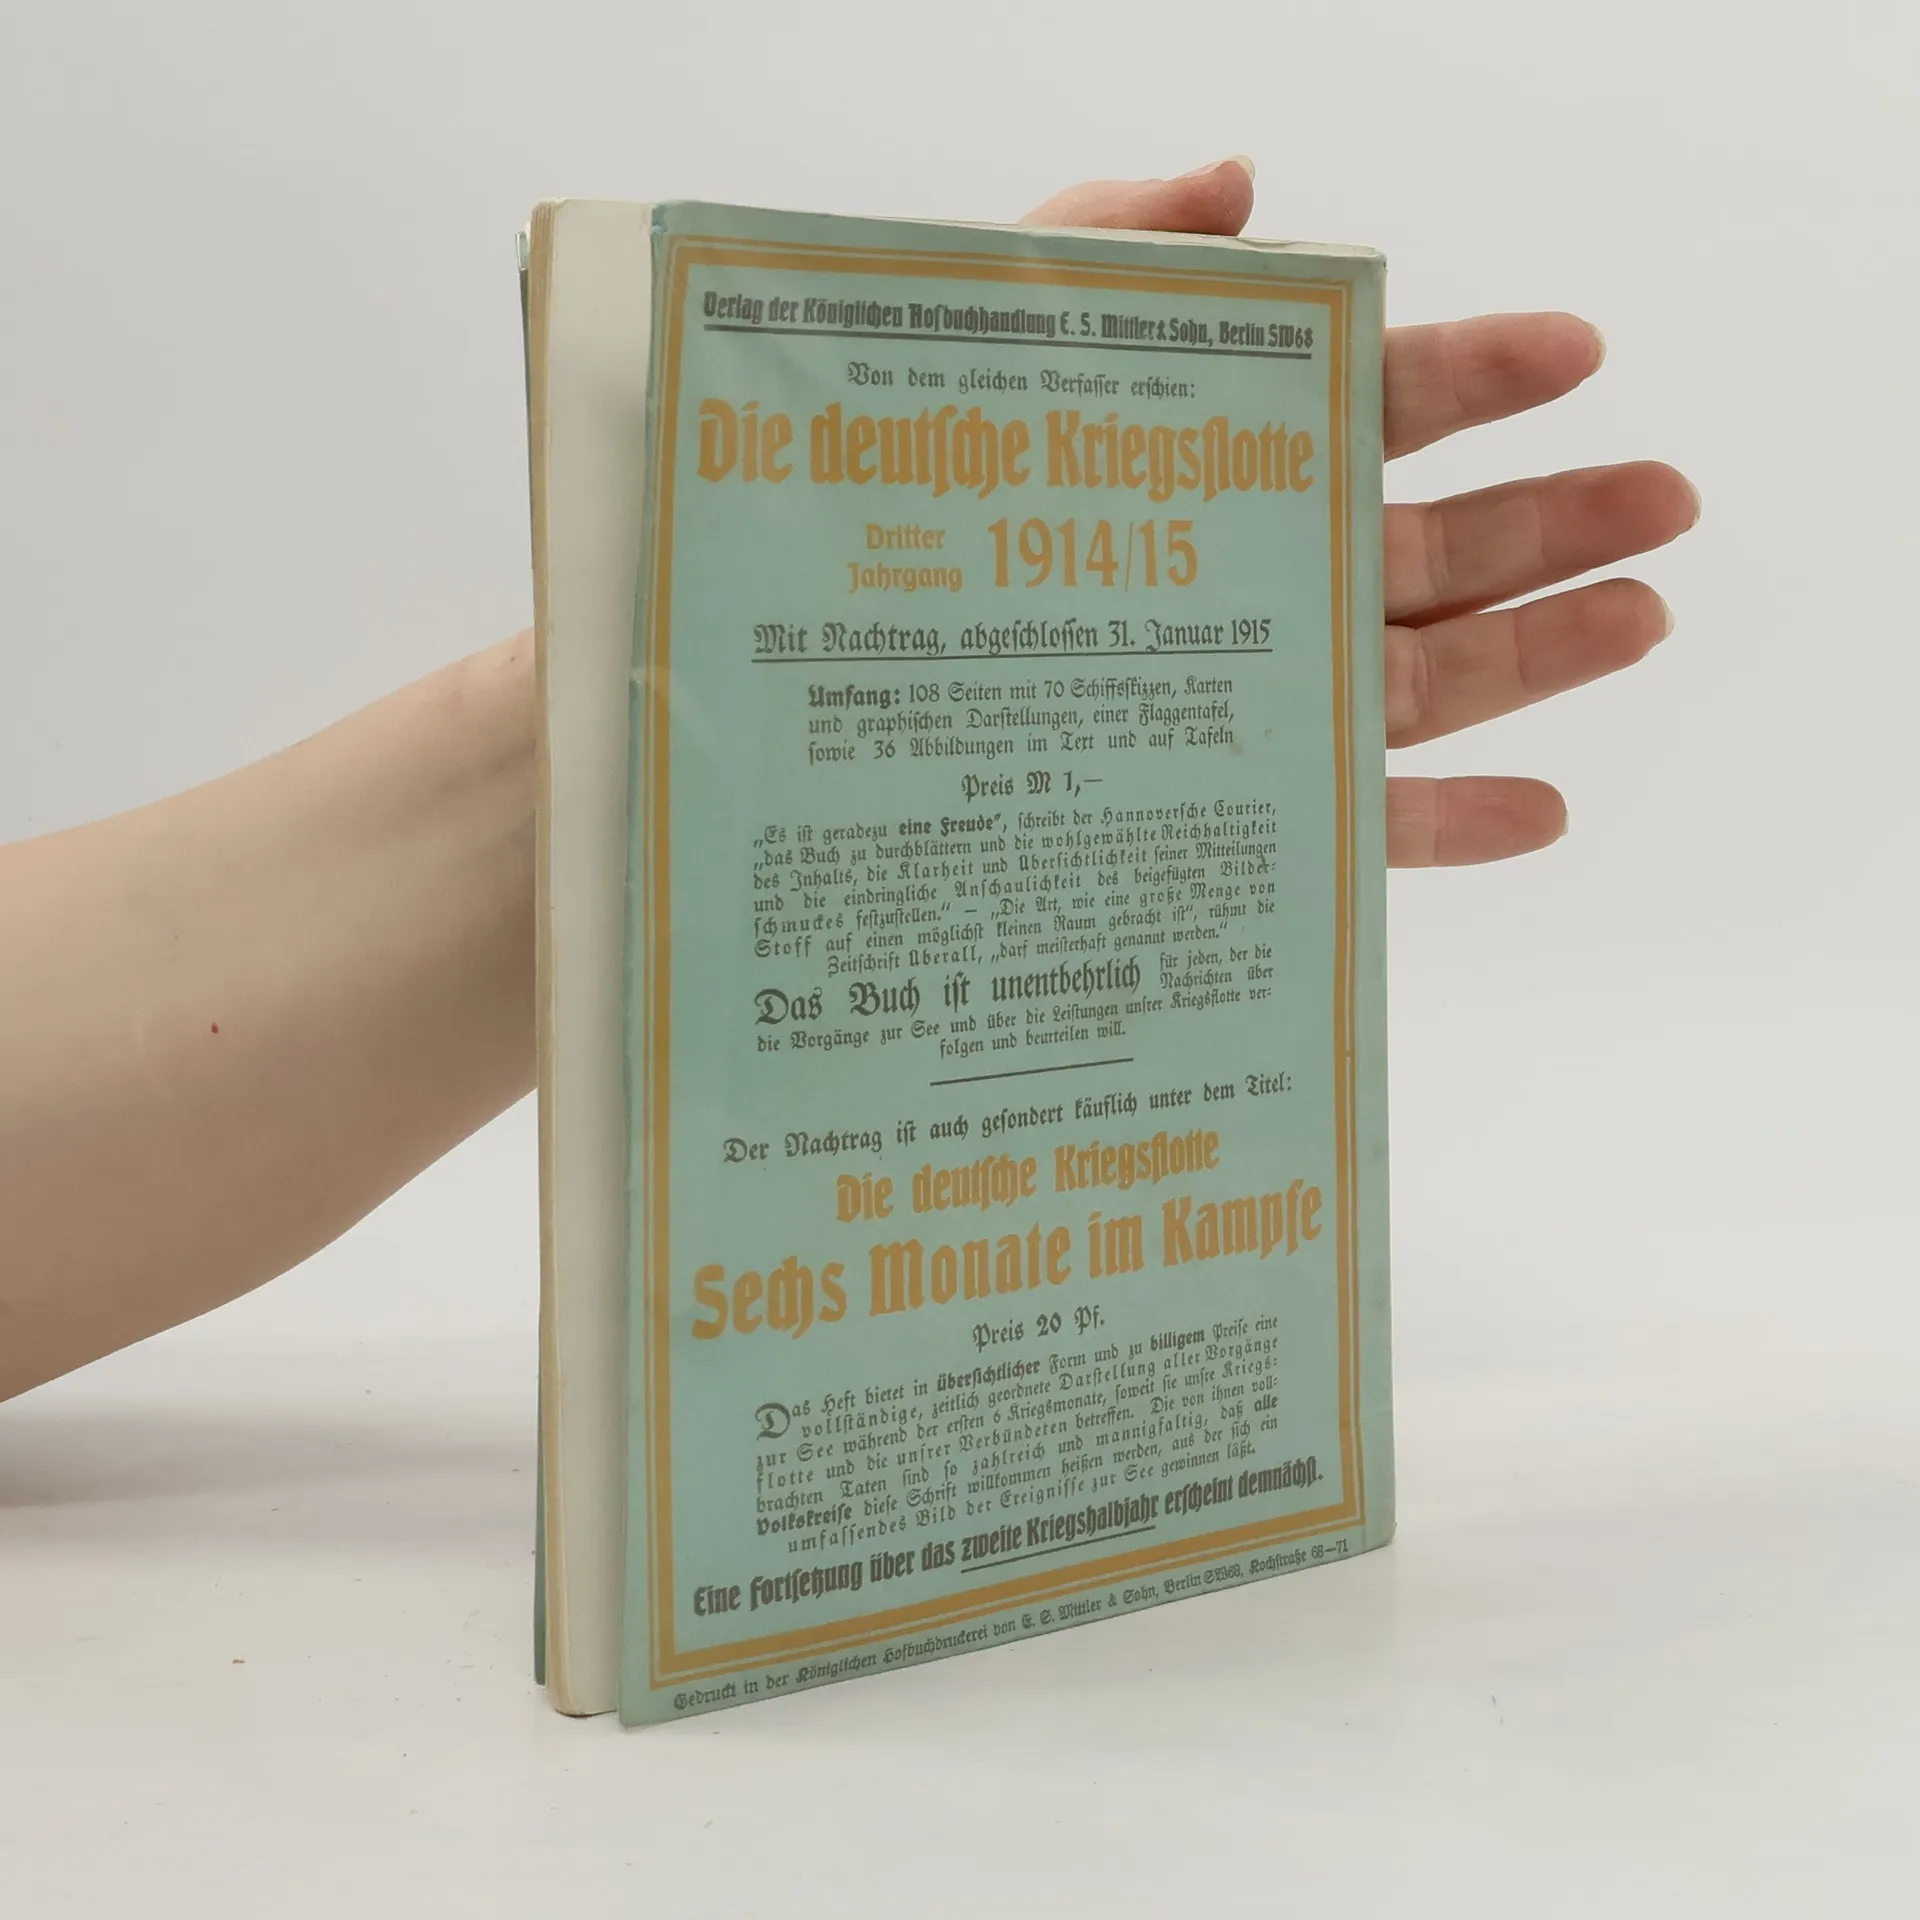 Verlag der Königlichen Hofbuchhandlung E. S. Mittler & Sohn, Berlin SW68
Von dem gleichen Verfasser erschien:
Die deutsche Kriegsflotte
Dritter Jahrgang 1914/15
Mit Nachtrag, abgeschlossen 31. Januar 1915
Umfang: 108 Seiten mit 70 Schiffsskizzen, Karten
und graphischen Darstellungen, einer Flaggentafel,
sowie 36 Abbildungen im Text und auf Tafeln
Preis M 1,—
„Es ist geradezu eine Freude", schreibt der Hannoversche Courier,
„das Buch zu durchblättern und die wohlgewählte Reichhaltigkeit
des Inhalts, die Klarheit und Übersichtlichkeit seiner Mitteilungen
und die eindringliche Anschaulichkeit des beigefügten Bilder-
schmuckes festzustellen." — „Die Art, wie eine große Menge von
Stoff auf einen möglichst kleinen Raum gebracht ist", rühmt die
Zeitschrift Überall, „darf meisterhaft genannt werden."
Das Buch ist unentbehrlich für jeden, der die Nachrichten über
die Vorgänge zur See und über die Leistungen unsrer Kriegsflotte ver-
folgen und beurteilen will.
Der Nachtrag ist auch gesondert käuflich unter dem Titel:
Die deutsche Kriegsflotte
Sechs Monate im Kampfe
Preis 20 Pf.
Das Heft bietet in übersichtlicher Form und zu billigem Preise eine
vollständige, zeitlich geordnete Darstellung aller Vorgänge
zur See während der ersten 6 Kriegsmonate, soweit sie unsre Kriegs-
flotte und die unsrer Verbündeten betreffen. Die von ihnen voll-
brachten Taten sind so zahlreich und mannigfaltig, daß alle
Volkskreise diese Schrift willkommen heißen werden, aus der sich ein
umfassendes Bild der Ereignisse zur See gewinnen läßt.
Eine Fortsetzung über das zweite Kriegshalbjahr erscheint demnächst.
Gedruckt in der Königlichen Hofbuchdruckerei von E. S. Mittler & Sohn, Berlin SW68, Kochstraße 68—71